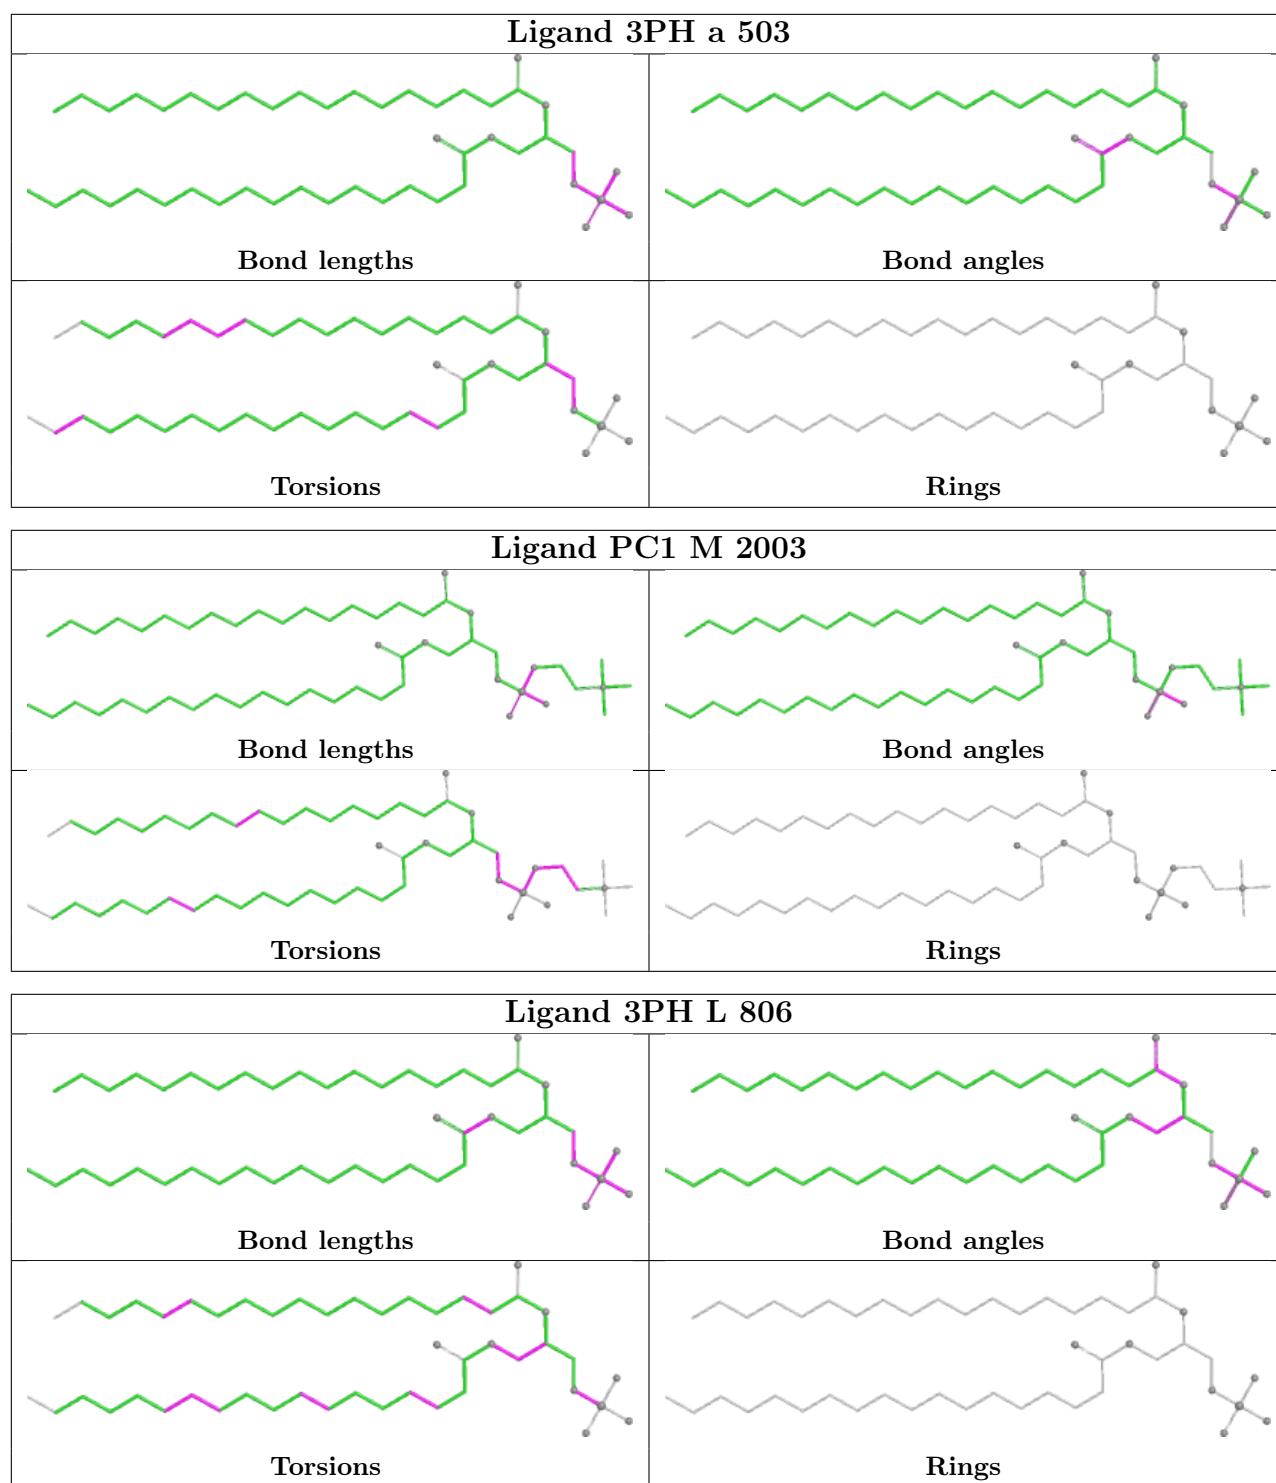 Ligand 3PH a 503
Bond lengths
Bond angles
Torsions
Rings
Ligand PC1 M 2003
Bond lengths
Bond angles
Torsions
Rings
Ligand 3PH L 806
Bond lengths
Bond angles
Torsions
Rings